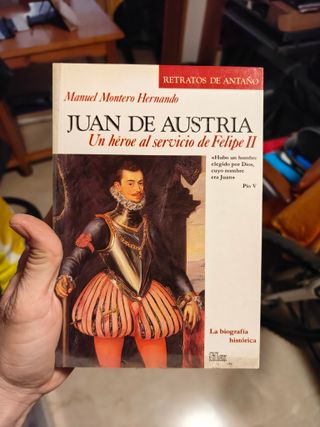 RETRATOS DE ANTAÑO
Manuel Montero Hernando
JUAN DE AUSTRIA
Un héroe al servicio de Felipe II
«Hubo un hombre
elegido por Dios,
cuyo nombre
era Juan»
Pío V
La biografía
histórica